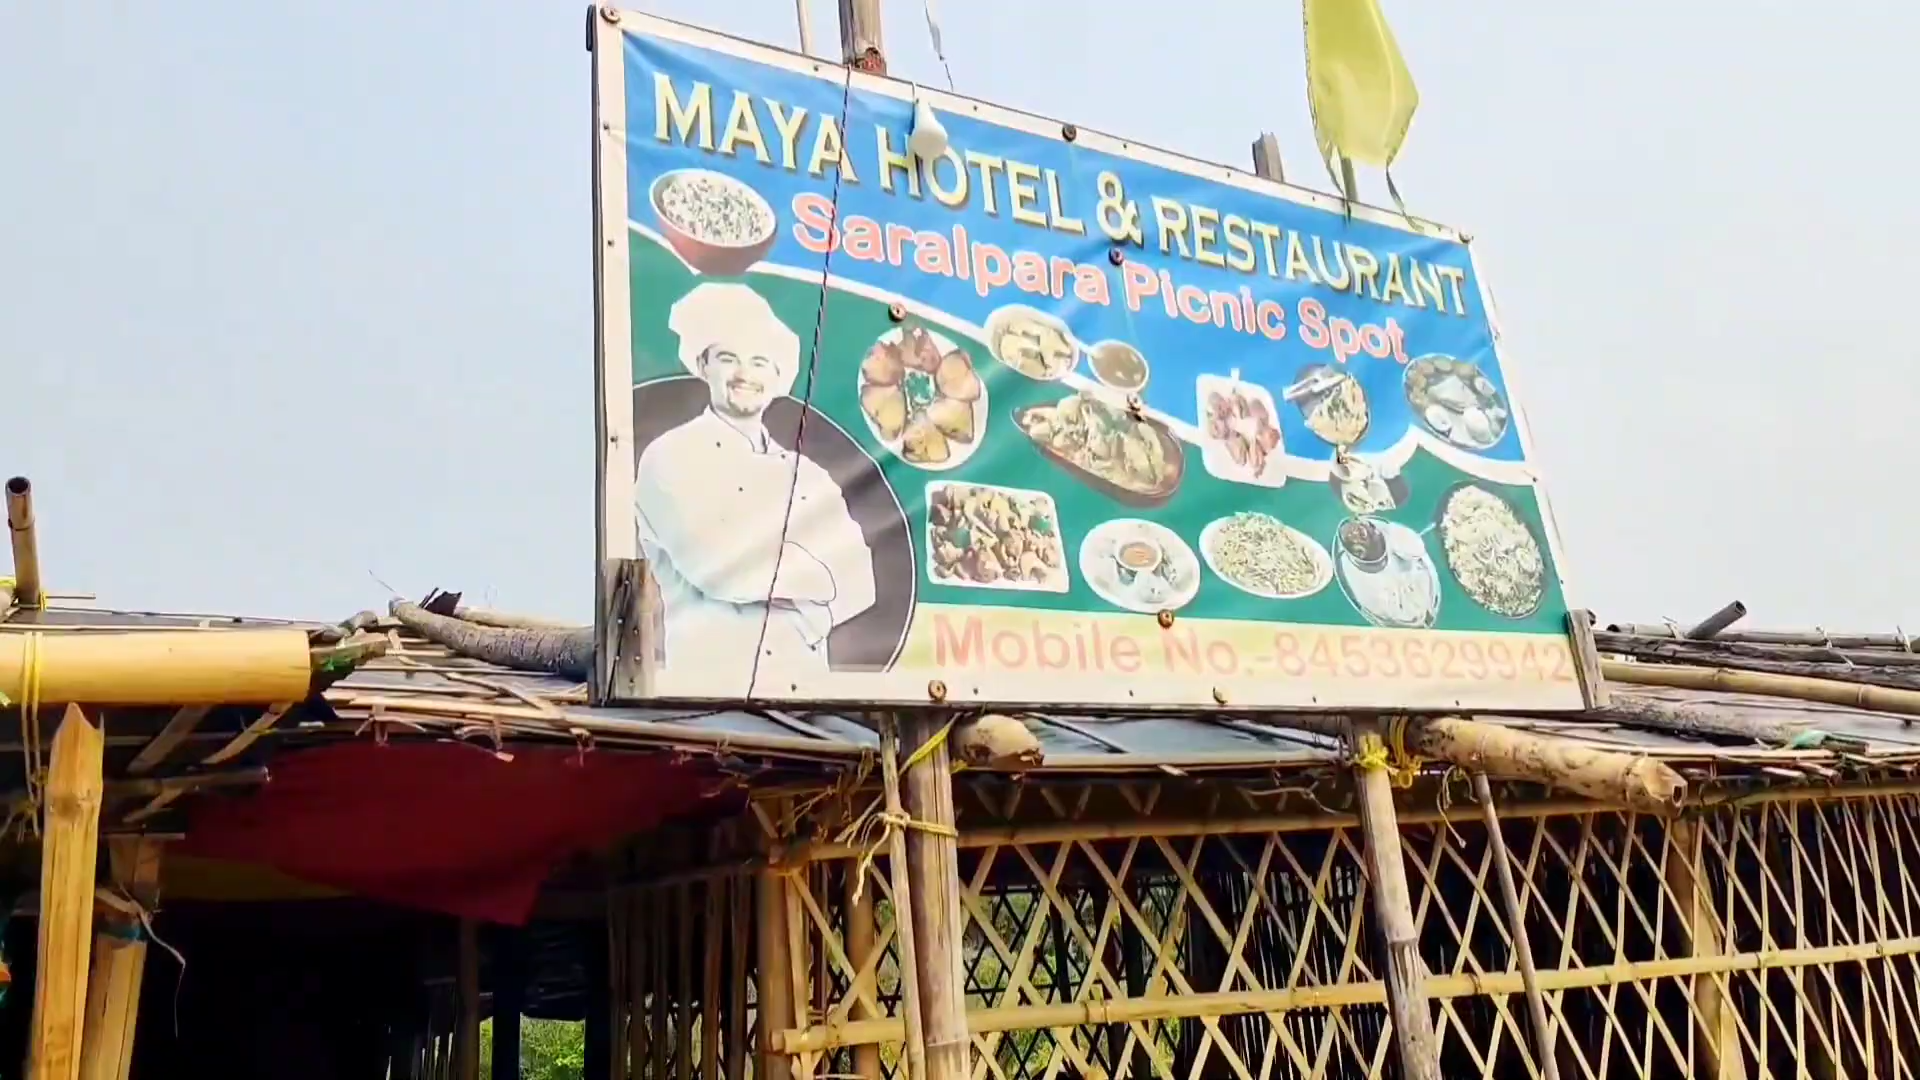 MAYA HOTEL & RESTAURANT
Saralpara Picnic Spot
Mobile No.-8453629942